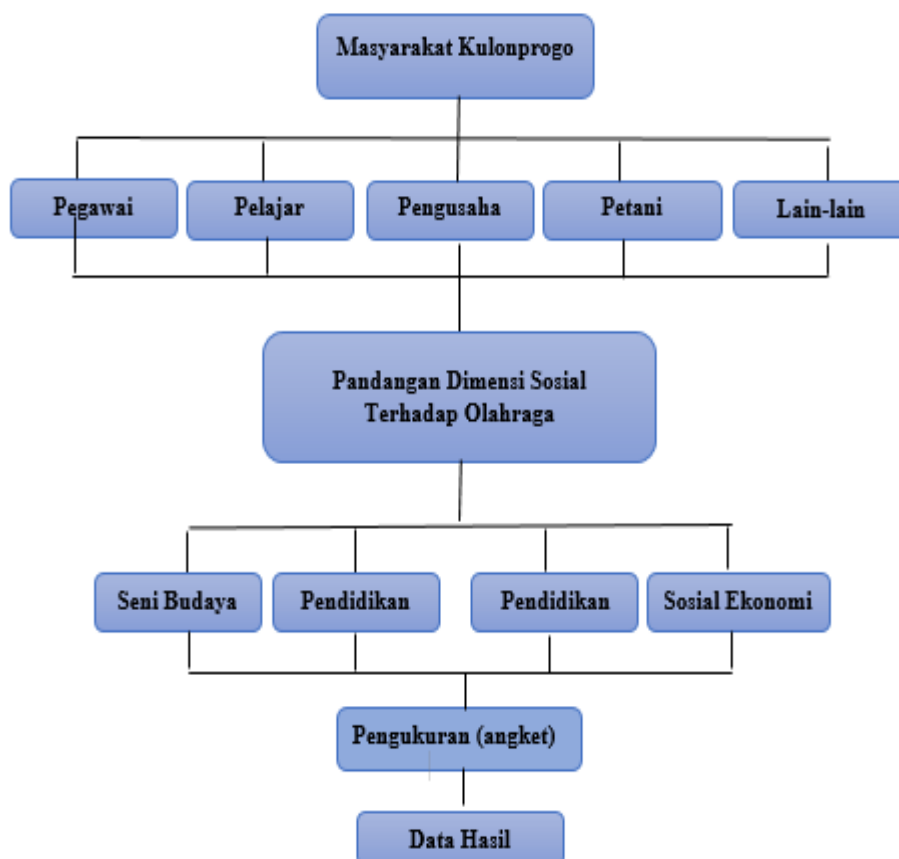 Masyarakat Kulonprogo
Pegawai
Pelajar
Pengusaha
Petani
Lain-lain
Pandangan Dimensi Sosial
Terhadap Olahraga
Seni Budaya
Pendidikan
Pendidikan
Sosial Ekonomi
Pengukuran (angket)
Data Hasil